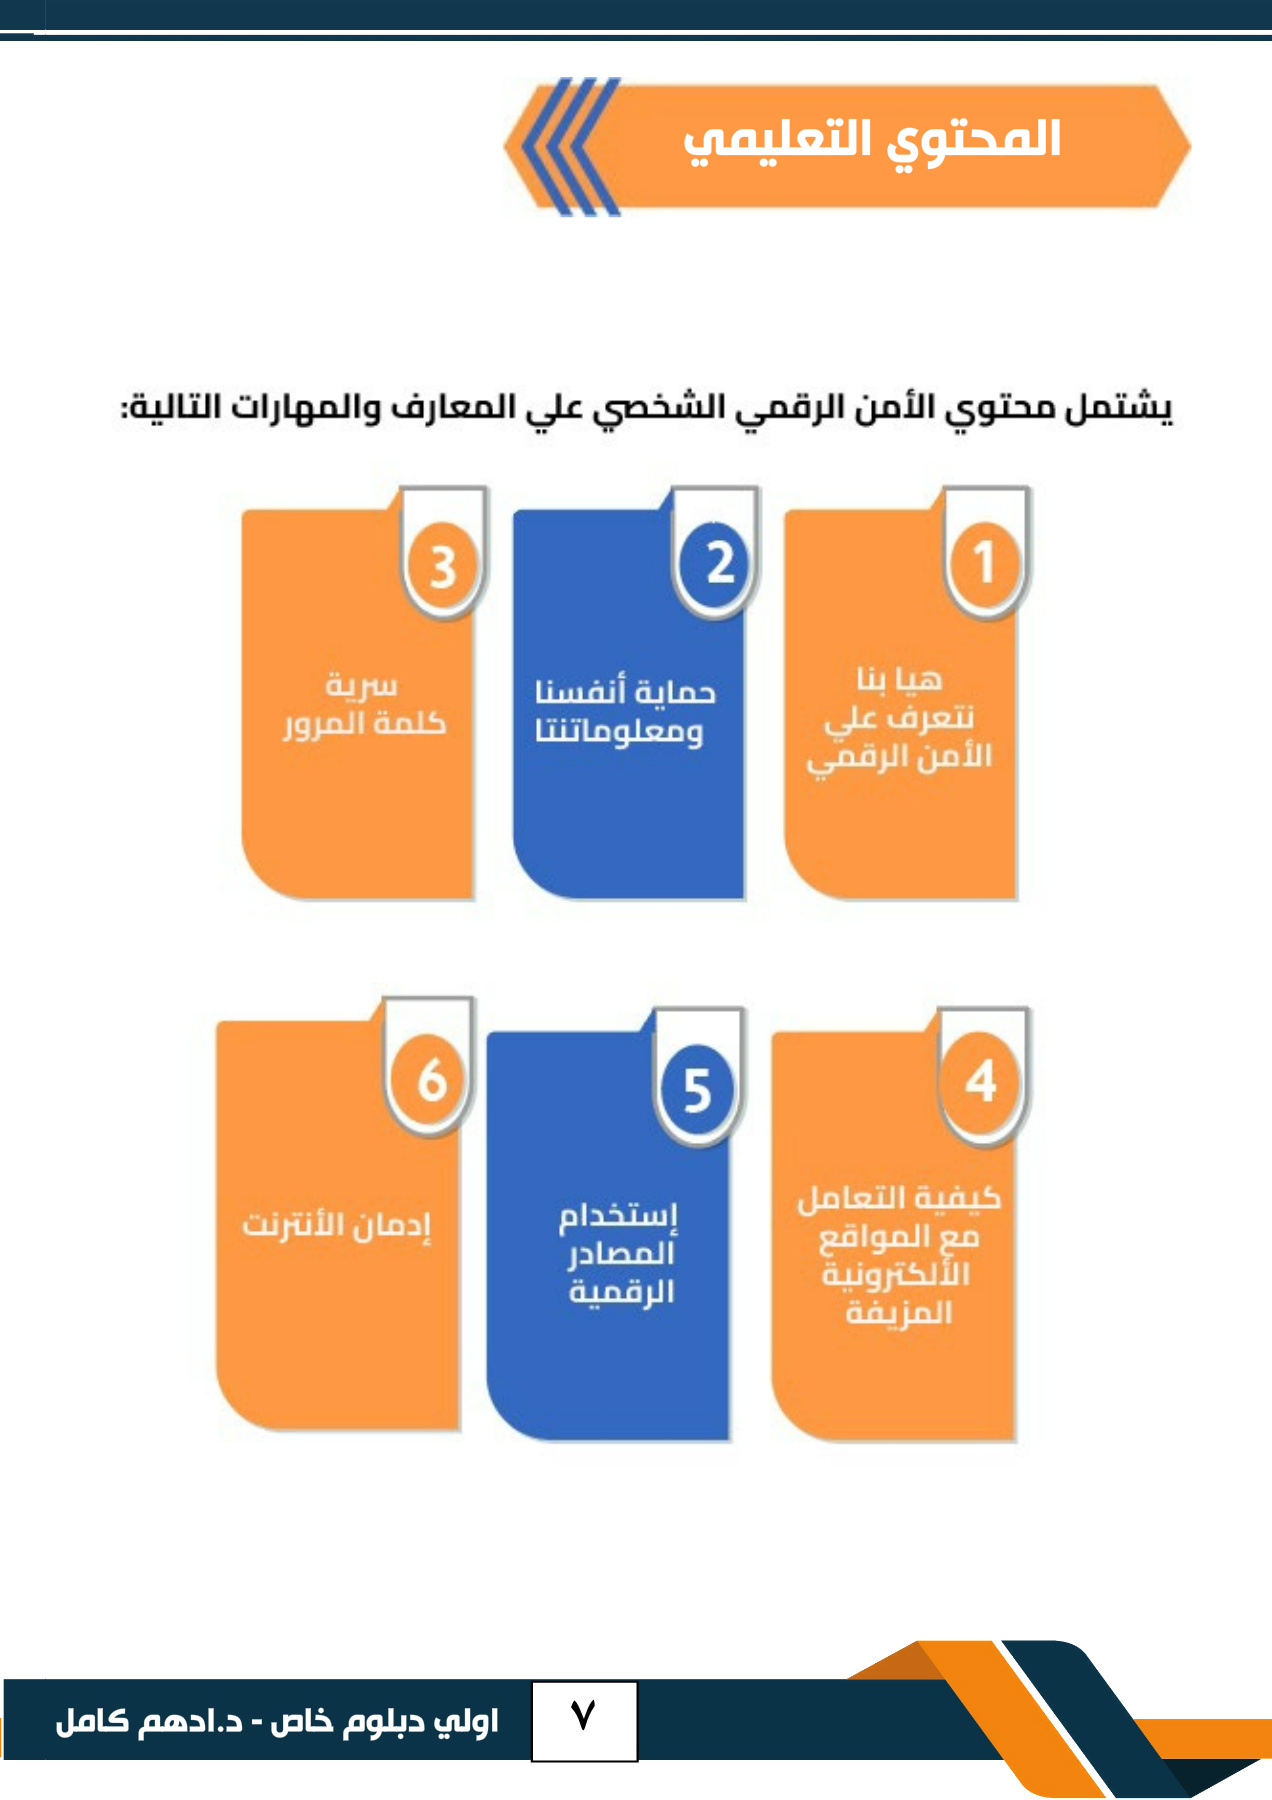 المحتوي التعليمي
يشتمل محتوي الأمن الرقمي الشخصي علي المعارف والمهارات التالية:
1
هيا بنا
نتعرف علي
الأمن الرقمي
2
حماية أنفسنا
ومعلوماتنتا
3
سرية
كلمة المرور
4
كيفية التعامل
مع المواقع
الألكترونية
المزيفة
5
إستخدام
المصادر
الرقمية
6
إدمان الأنترنت
اولي دبلوم خاص - د.ادهم كامل
٧